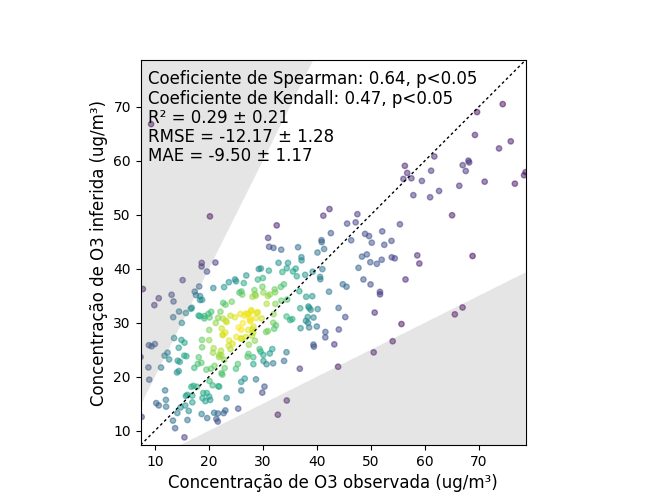 Coeficiente de Spearman: 0.64, p<0.05
Coeficiente de Kendall: 0.47, p<0.05
R² = 0.29 ± 0.21
RMSE = -12.17 ± 1.28
MAE = -9.50 ± 1.17
Concentração de O3 inferida (ug/m³)
70
60
50
40
30
20
10
10 20 30 40 50 60 70
Concentração de O3 observada (ug/m³)